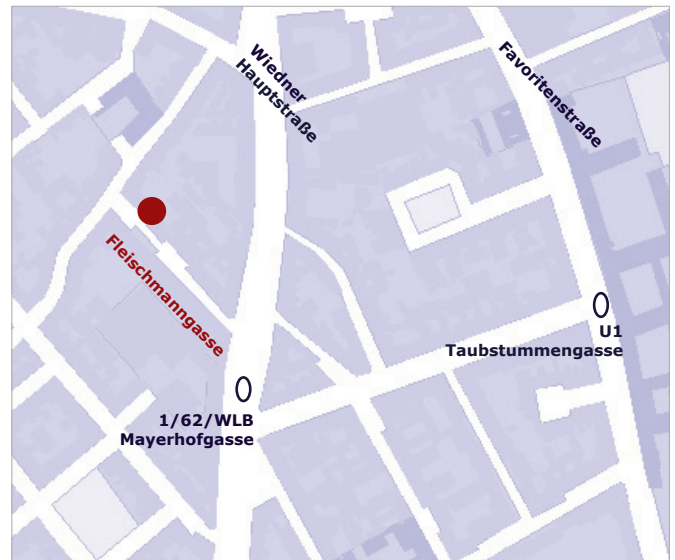 Wiedner
Hauptstraße
Favoritenstraße
Fleischmanngasse
U1
Taubstummengasse
1/62/WLB
Mayerhofgasse